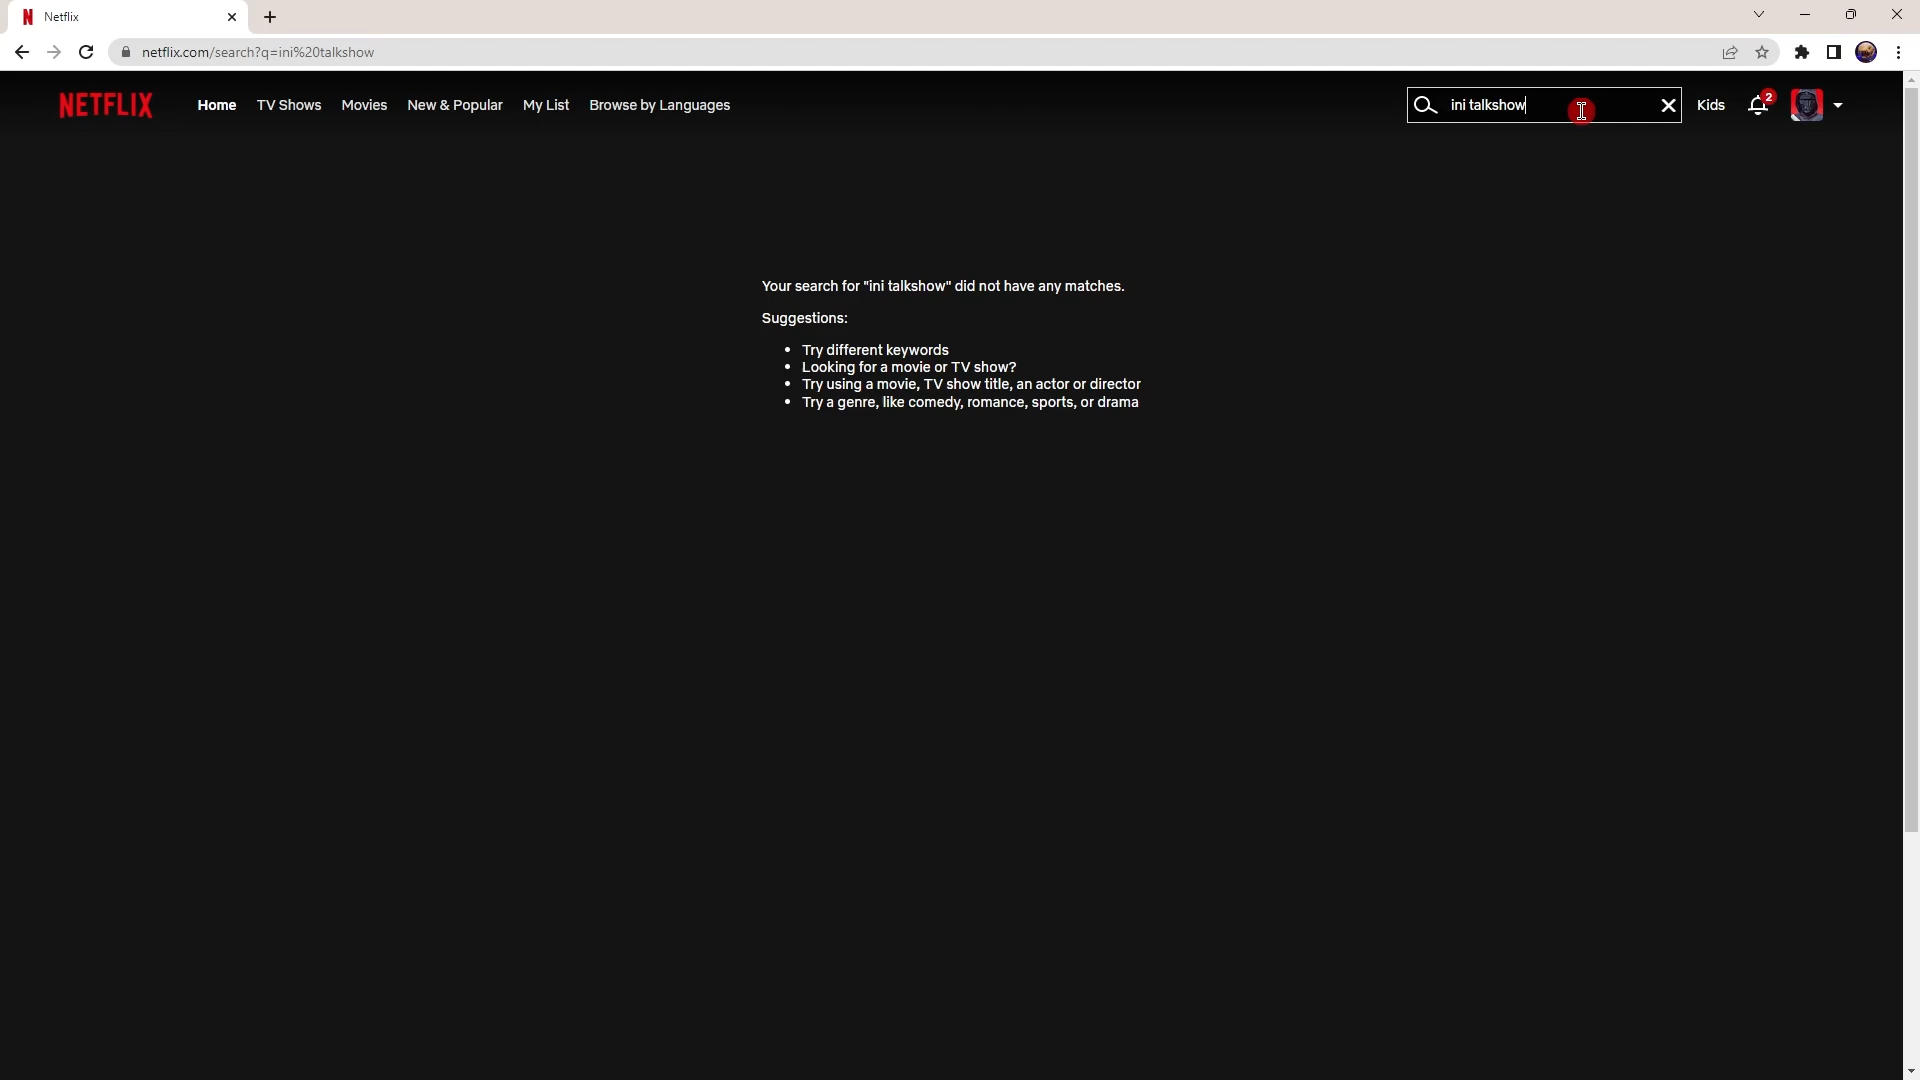 Netflix
netflix.com/search?q=ini%20talkshow
NETFLIX Home TV Shows Movies New & Popular My List Browse by Languages ini talkshow Kids 2
Your search for "ini talkshow" did not have any matches.
Suggestions:
Try different keywords
Looking for a movie or TV show?
Try using a movie, TV show title, an actor or director
Try a genre, like comedy, romance, sports, or drama